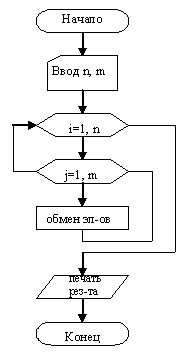 Начало
Ввод n, m
i=1, n
j=1, m
обмен эл-ов
печать
рез-та
Конец